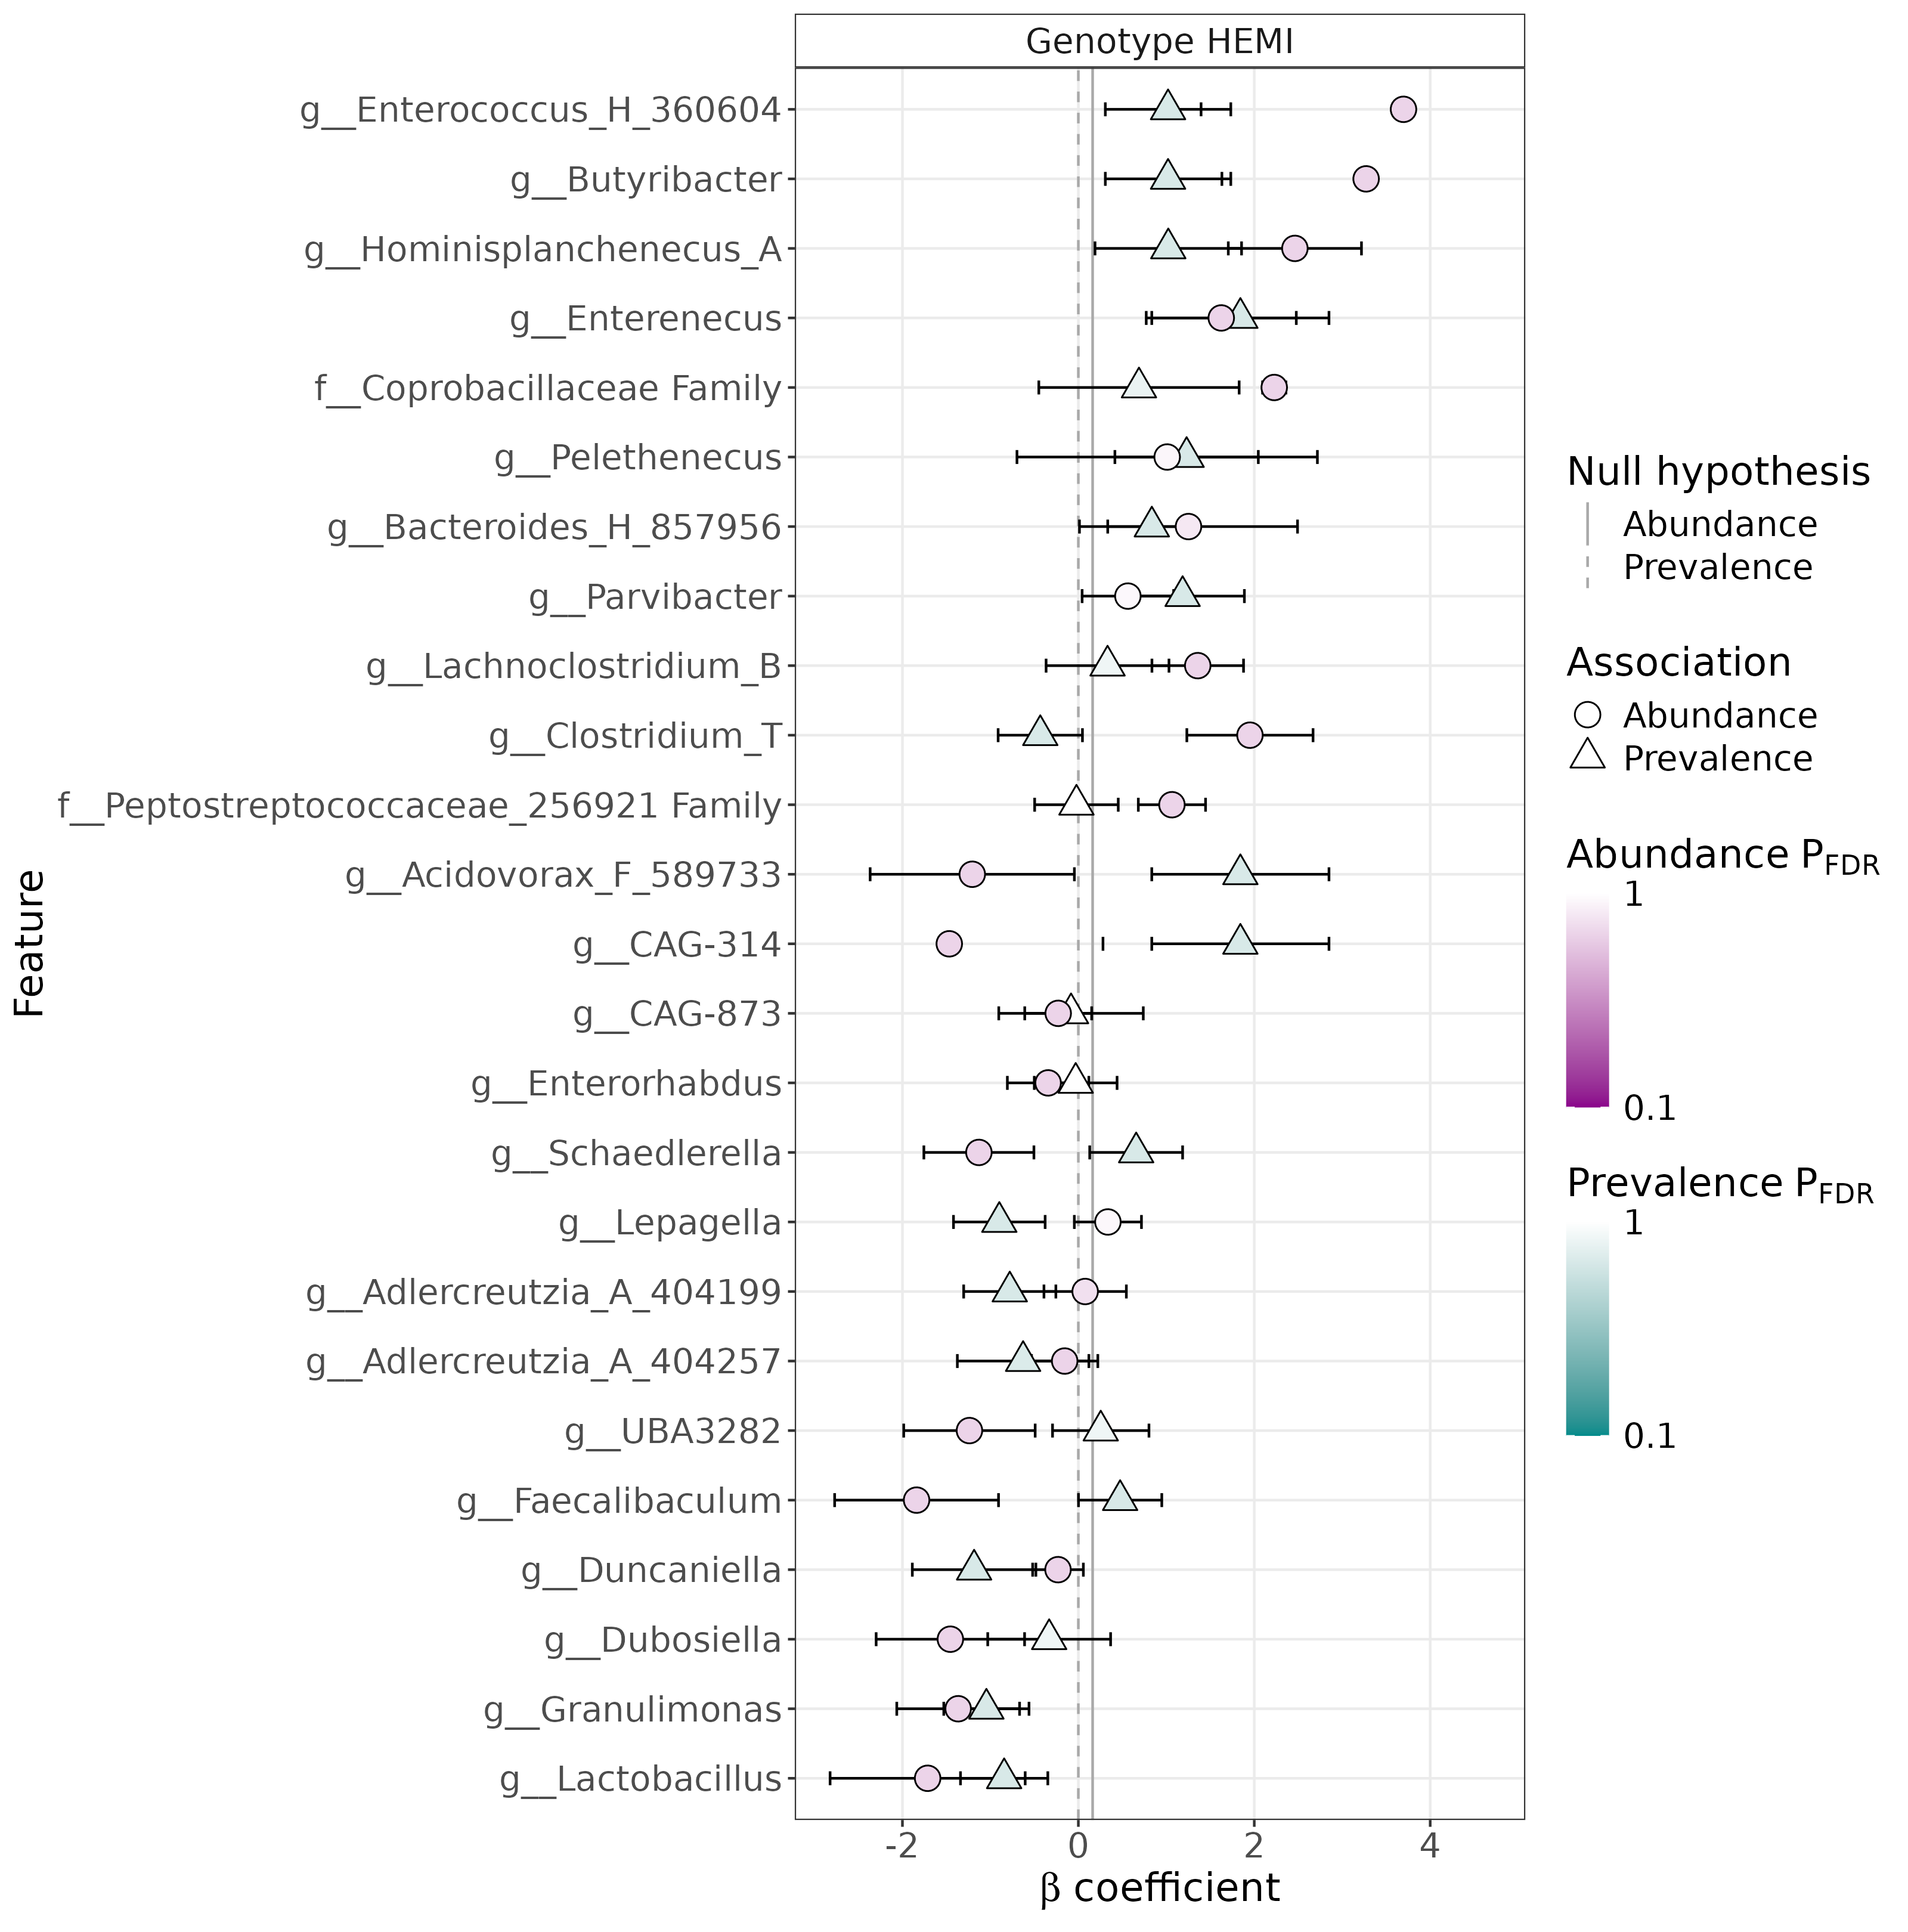 Genotype HEMI
g__Enterococcus_H_360604
g__Butyribacter
g__Hominisplanchenecus_A
g__Enterenecus
f__Coprobacillaceae Family
g__Pelethenecus
g__Bacteroides_H_857956
g__Parvibacter
g__Lachnoclostridium_B
g__Clostridium_T
f__Peptostreptococcaceae_256921 Family
g__Acidovorax_F_589733
g__CAG-314
g__CAG-873
g__Enterorhabdus
g__Schaedlerella
g__Lepagella
g__Adlercreutzia_A_404199
g__Adlercreutzia_A_404257
g__UBA3282
g__Faecalibaculum
g__Duncaniella
g__Dubosiella
g__Granulimonas
g__Lactobacillus
Feature
-2 0 2 4
β coefficient
Null hypothesis
Abundance
Prevalence
Association
Abundance
Prevalence
Abundance PFDR
1
0.1
Prevalence PFDR
1
0.1